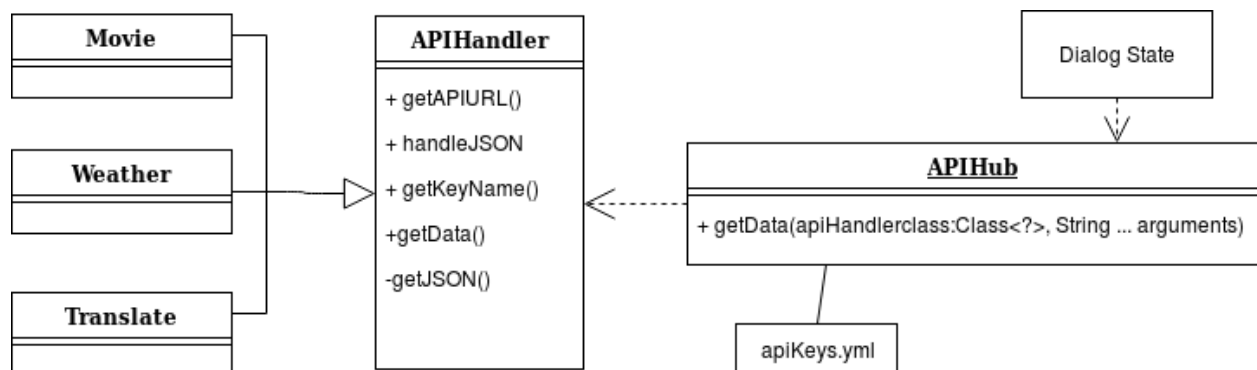 Movie
Weather
Translate
APIHandler
+ getAPIURL()
+ handleJSON
+ getKeyName()
+getData()
-getJSON()
Dialog State
APIHub
+ getData(apiHandlerclass:Class<?>, String ... arguments)
apiKeys.yml